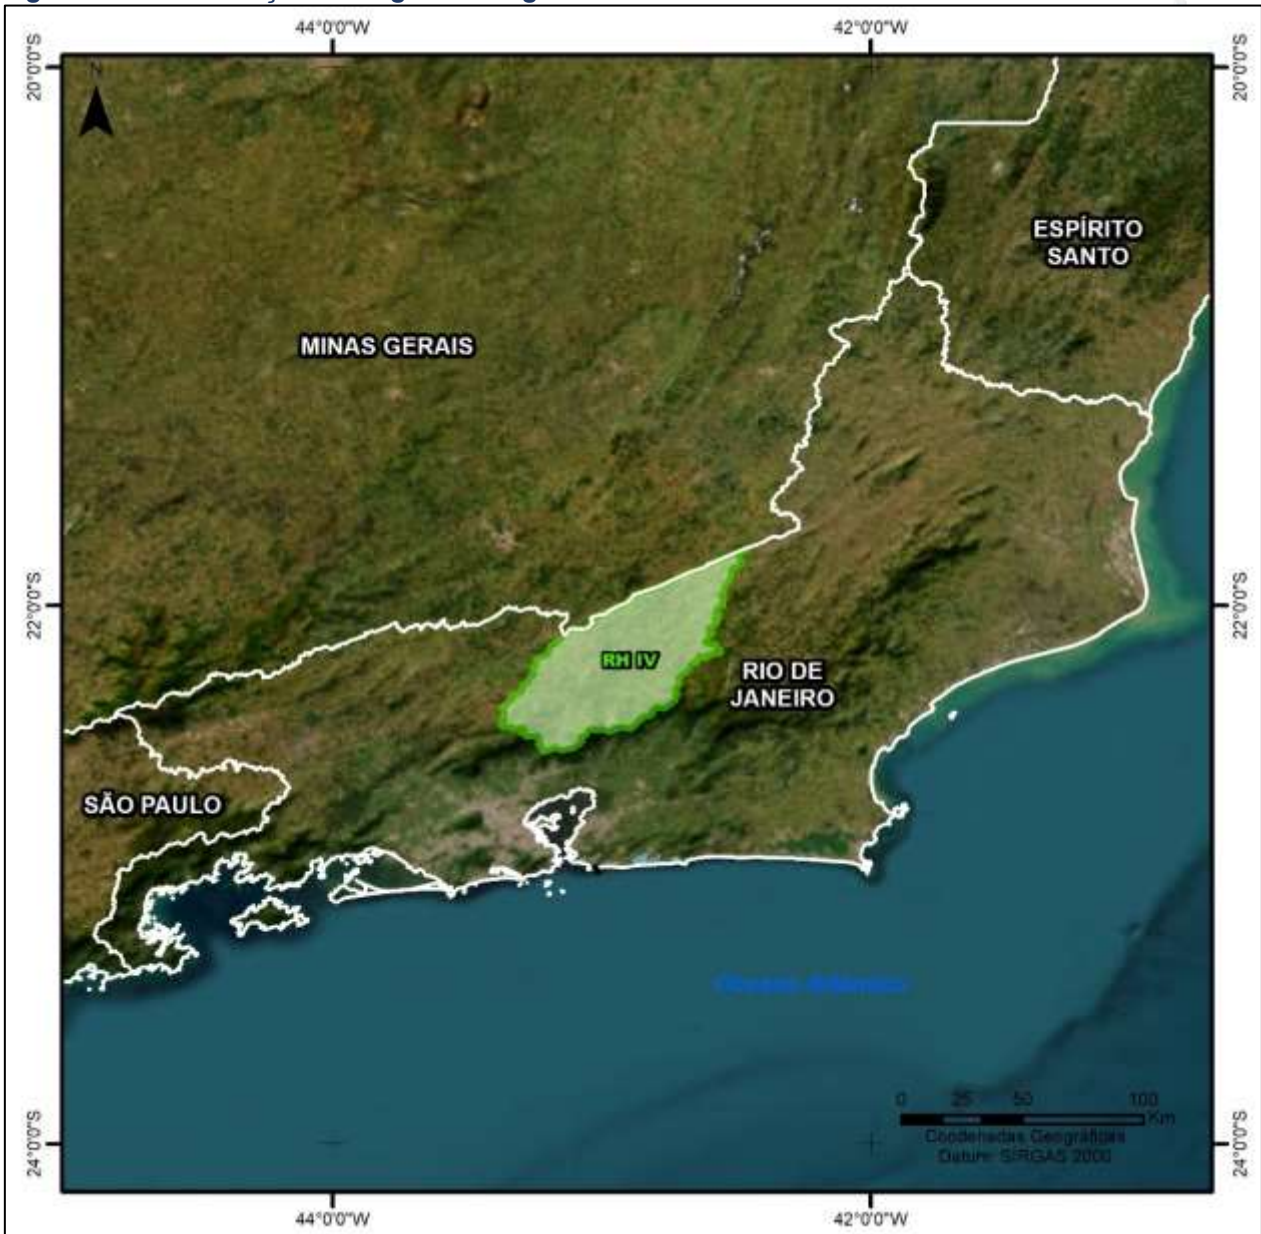 44°0'0"W
42°0'0"W
20°0'0"S
20°0'0"S
N
ESPÍRITO
SANTO
MINAS GERAIS
22°0'0"S
22°0'0"S
RH IV
RIO DE
JANEIRO
SÃO PAULO
0 25 50 100
Km
Coodenadas Geográficas
Datum: SIRGAS 2000
24°0'0"S
24°0'0"S
44°0'0"W
42°0'0"W